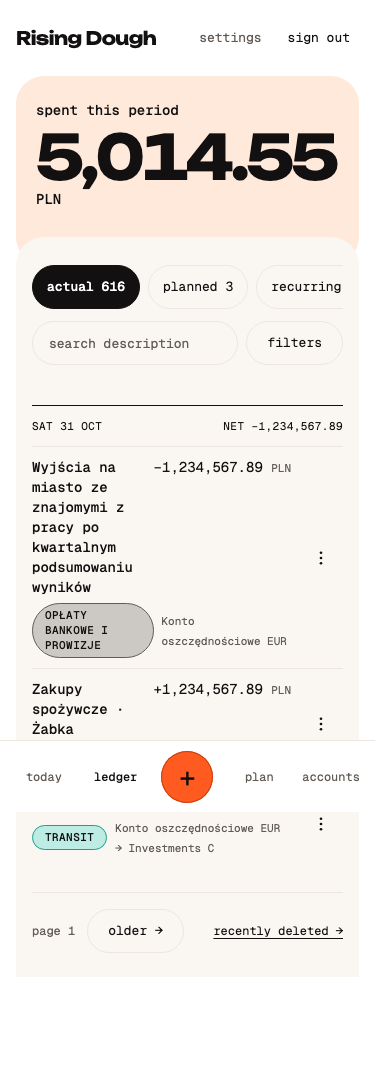 Rising Dough settings sign out
spent this period
5,014.55
PLN
actual 616 planned 3 recurring
search description filters
SAT 31 OCT NET −1,234,567.89
Wyjścia na −1,234,567.89 PLN
miasto ze
znajomymi z
pracy po
kwartalnym
podsumowaniu
wyników
OPŁATY
BANKOWE I
PROWIZJE
Konto
oszczędnościowe EUR
Zakupy +1,234,567.89 PLN
spożywcze ·
Żabka
today ledger + plan accounts
TRANSIT
Konto oszczędnościowe EUR
→ Investments C
page 1 older → recently deleted →